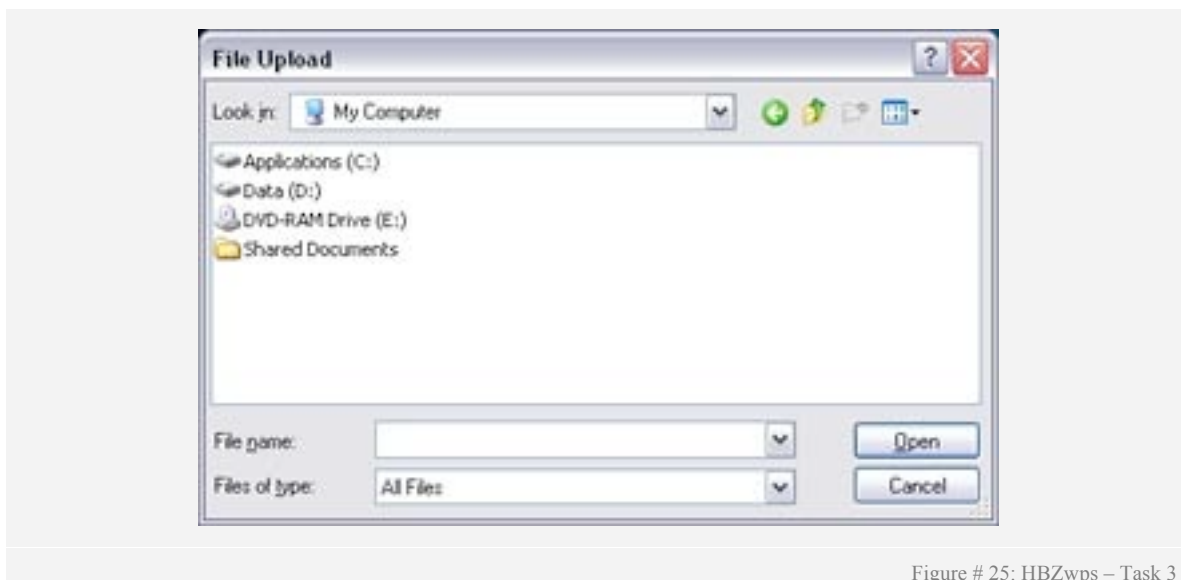 File Upload
Look in: My Computer
Applications (C:)
Data (D:)
DVD-RAM Drive (E:)
Shared Documents
File name: Open
Files of type: All Files Cancel
Figure # 25: HBZwps – Task 3